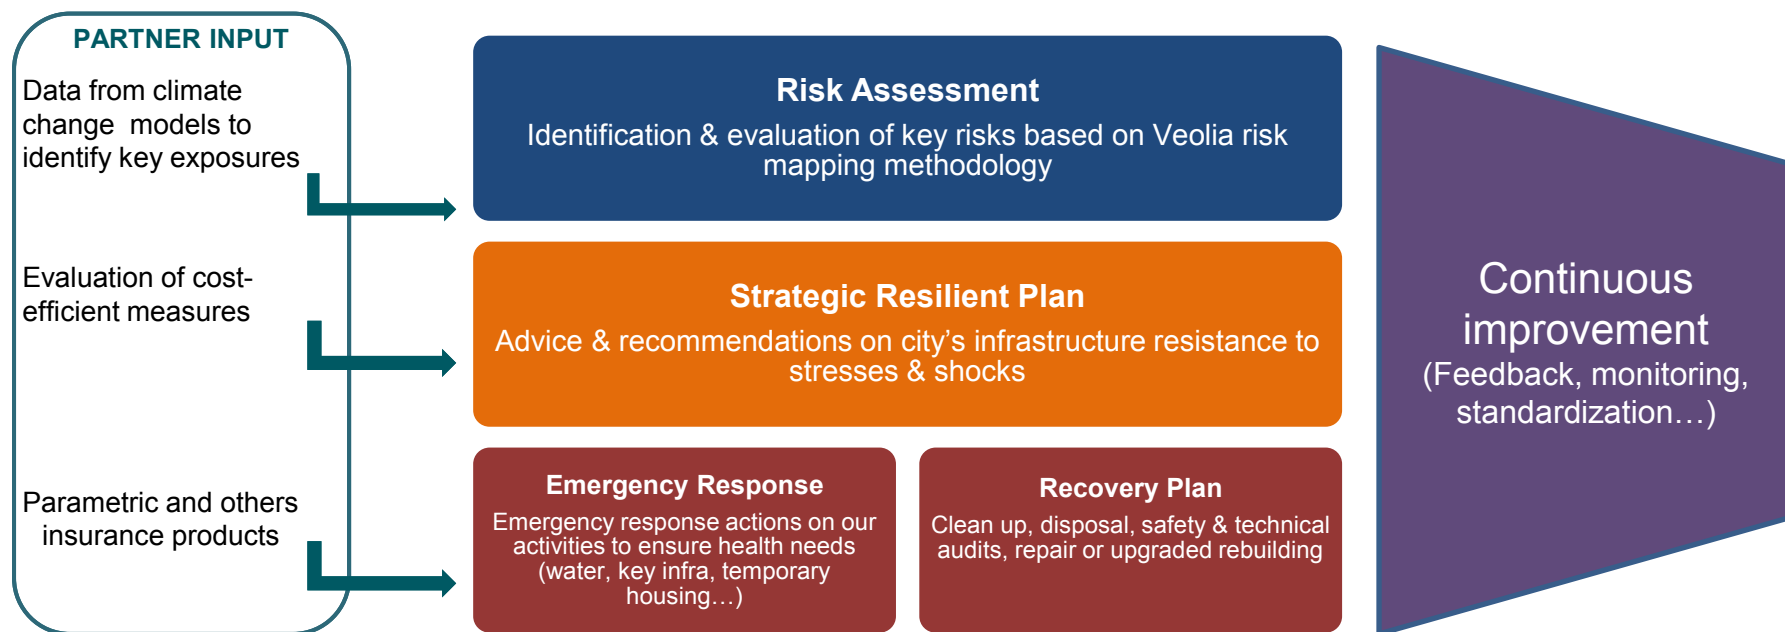 PARTNER INPUT
Data from climate
change  models to
identify key exposures
Evaluation of cost-
efficient measures
Parametric and others
insurance products
Risk Assessment
Identification & evaluation of key risks based on Veolia risk
mapping methodology
Strategic Resilient Plan
Advice & recommendations on city’s infrastructure resistance to
stresses & shocks
Emergency Response
Emergency response actions on our
activities to ensure health needs
(water, key infra, temporary
housing…)
Recovery Plan
Clean up, disposal, safety & technical
audits, repair or upgraded rebuilding
Continuous
improvement
(Feedback, monitoring,
standardization…)